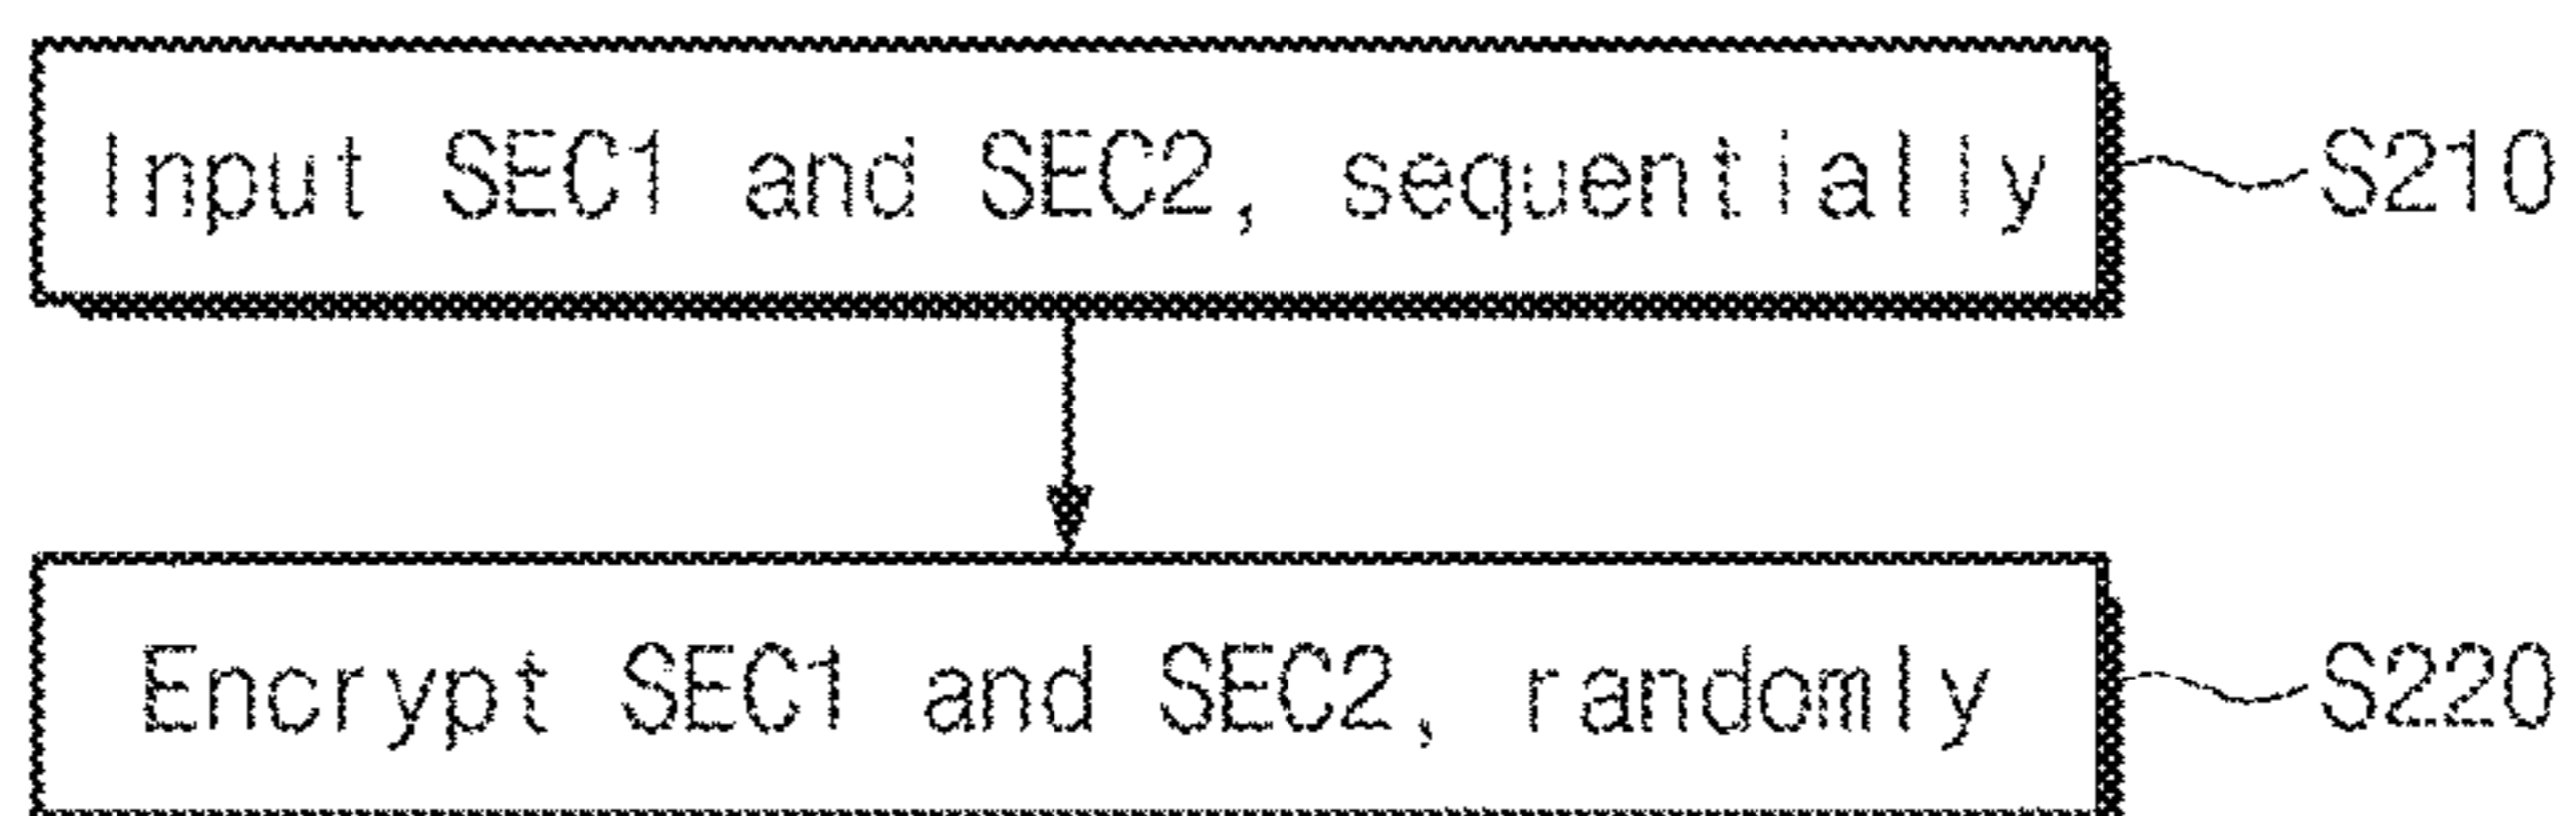 Input SEC1 and SEC2, sequentially S210
Encrypt SEC1 and SEC2, randomly S220